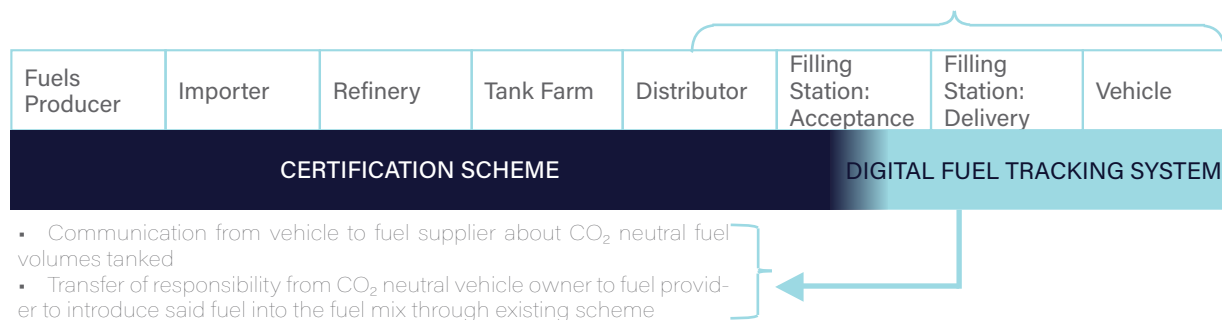 Fuels
Producer
Importer
Refinery
Tank Farm
Distributor
Filling
Station:
Acceptance
Filling
Station:
Delivery
Vehicle
CERTIFICATION SCHEME
DIGITAL FUEL TRACKING SYSTEM
▪ Communication from vehicle to fuel supplier about CO₂ neutral fuel
volumes tanked
▪ Transfer of responsibility from CO₂ neutral vehicle owner to fuel provid-
er to introduce said fuel into the fuel mix through existing scheme